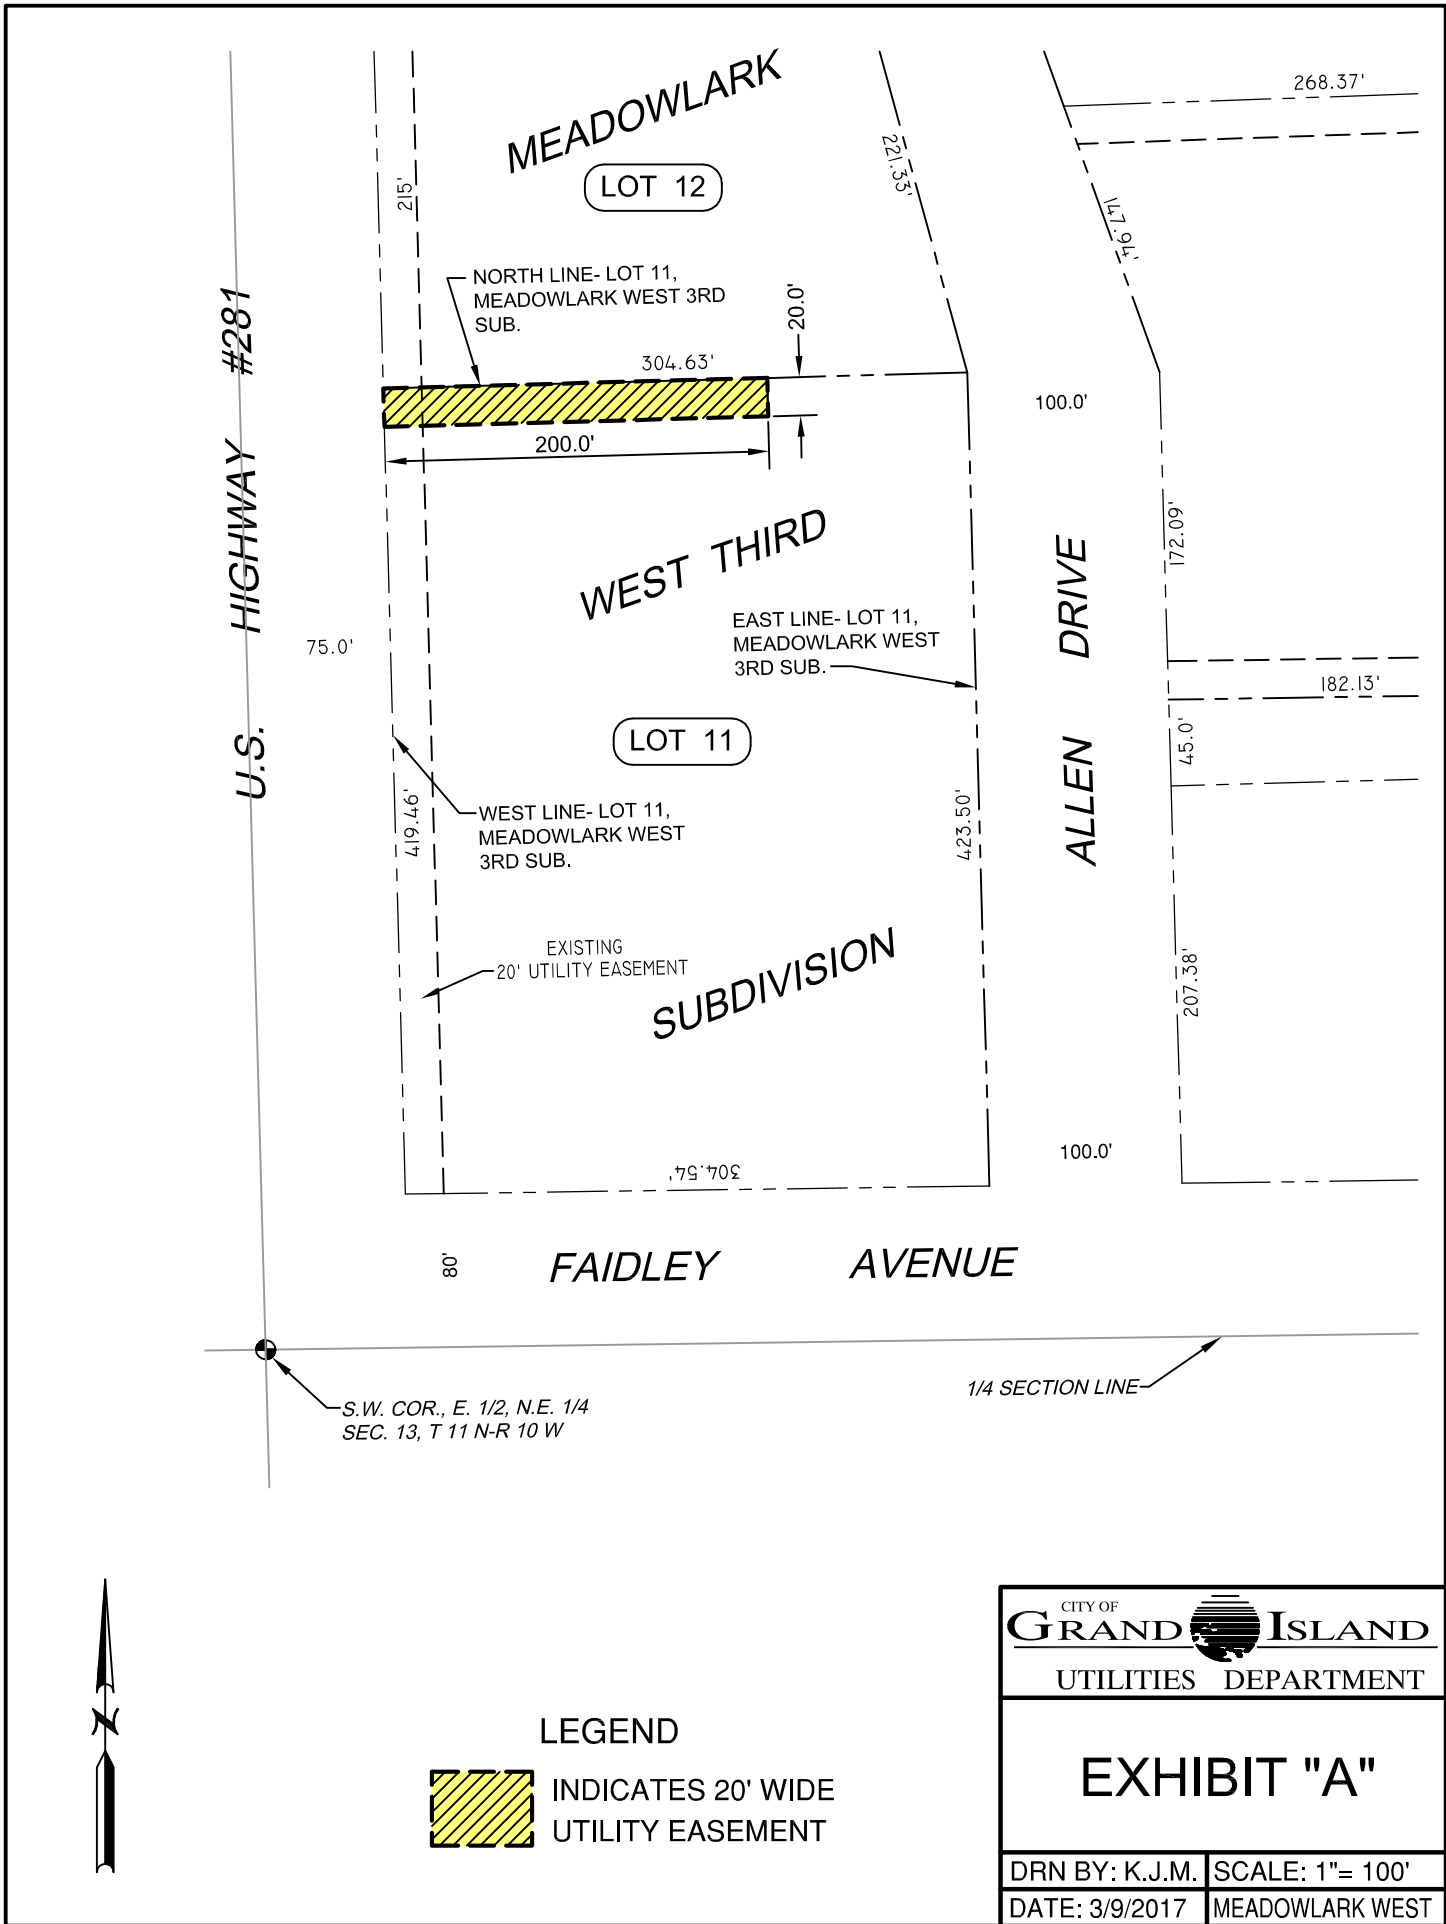 MEADOWLARK
268.37'
LOT 12
221.33'
215'
147.94'
NORTH LINE- LOT 11,
MEADOWLARK WEST 3RD
SUB.
20.0'
304.63'
100.0'
200.0'
U.S. HIGHWAY #281
WEST THIRD
172.09'
75.0'
EAST LINE- LOT 11,
MEADOWLARK WEST
3RD SUB.
ALLEN DRIVE
182.13'
45.0'
LOT 11
WEST LINE- LOT 11,
MEADOWLARK WEST
3RD SUB.
419.46'
423.50'
EXISTING
20' UTILITY EASEMENT
SUBDIVISION
207.38'
304.54'
100.0'
80'
FAIDLEY AVENUE
S.W. COR., E. 1/2, N.E. 1/4
SEC. 13, T 11 N-R 10 W
1/4 SECTION LINE
N
LEGEND
INDICATES 20' WIDE
UTILITY EASEMENT
CITY OF
GRAND ISLAND
UTILITIES DEPARTMENT
EXHIBIT "A"
DRN BY: K.J.M.
SCALE: 1"= 100'
DATE: 3/9/2017
MEADOWLARK WEST